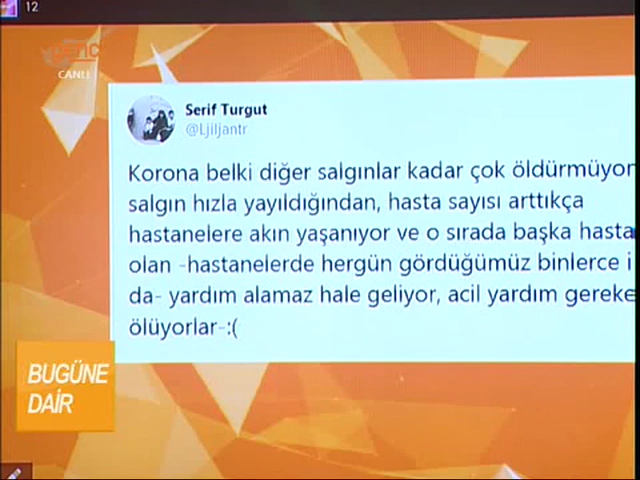 12
GENÇ
CANLI
Serif Turgut
@Ljiljantr
Korona belki diğer salgınlar kadar çok öldürmüyor
salgın hızla yayıldığından, hasta sayısı arttıkça
hastanelere akın yaşanıyor ve o sırada başka hasta
olan -hastanelerde hergün gördüğümüz binlerce i
da- yardım alamaz hale geliyor, acil yardım gereke
ölüyorlar-:(
BUGÜNE
DAİR